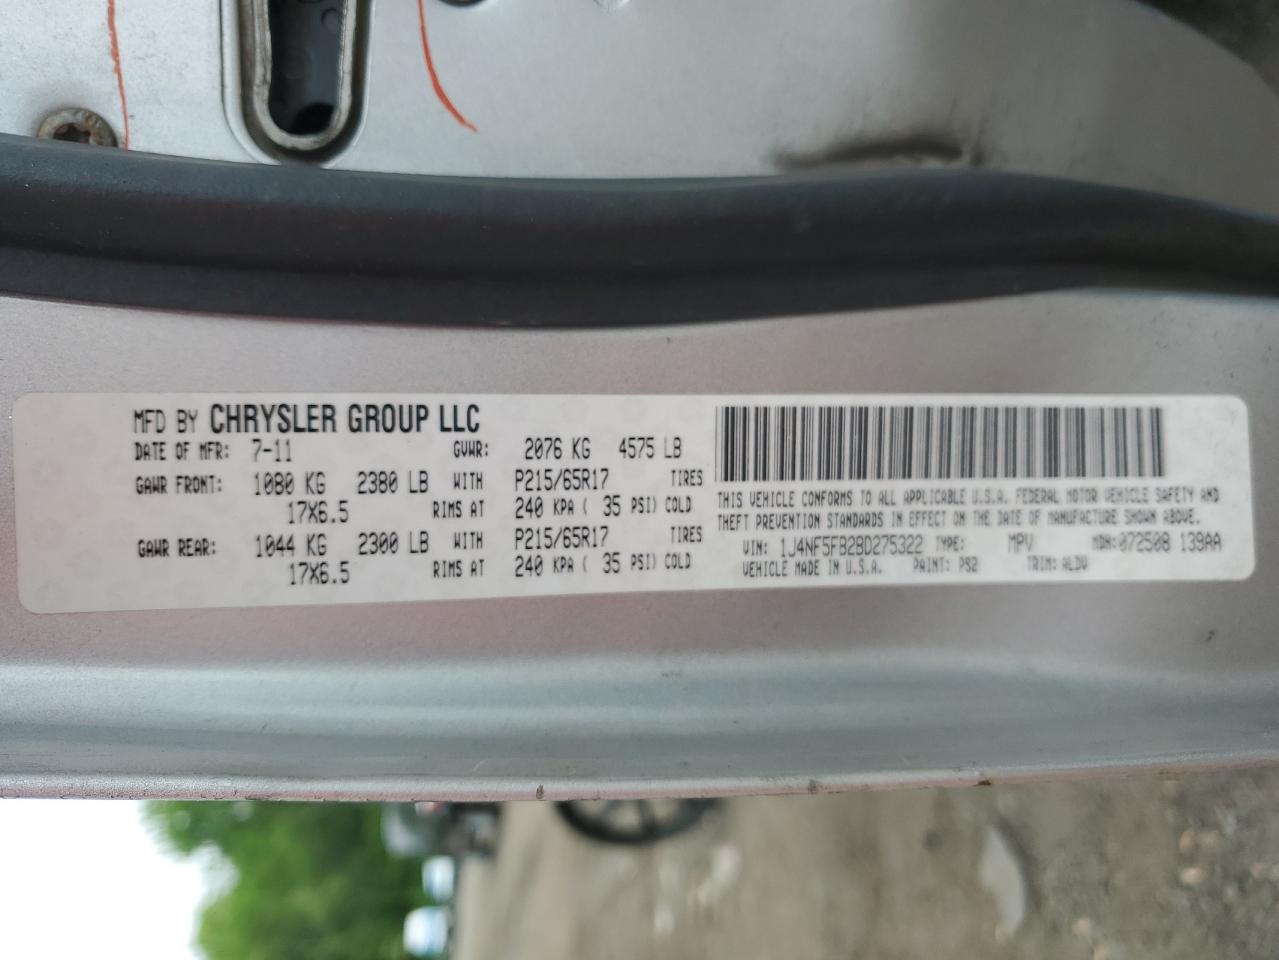 MFD BY CHRYSLER GROUP LLC
DATE OF MFR: 7-11 GVWR: 2076 KG 4575 LB
GAWR FRONT: 1080 KG 2380 LB WITH P215/65R17 TIRES
17X6.5 RIMS AT 240 KPA ( 35 PSI) COLD
GAWR REAR: 1044 KG 2300 LB WITH P215/65R17 TIRES
17X6.5 RIMS AT 240 KPA ( 35 PSI) COLD
THIS VEHICLE CONFORMS TO ALL APPLICABLE U.S.A. FEDERAL MOTOR VEHICLE SAFETY AND
THEFT PREVENTION STANDARDS IN EFFECT ON THE DATE OF MANUFACTURE SHOWN ABOVE.
VIN: 1J4NF5FB2BD275322 TYPE: MPV MDH: 072508 139AA
VEHICLE MADE IN U.S.A. PAINT: PS2 TRIM: ALDV